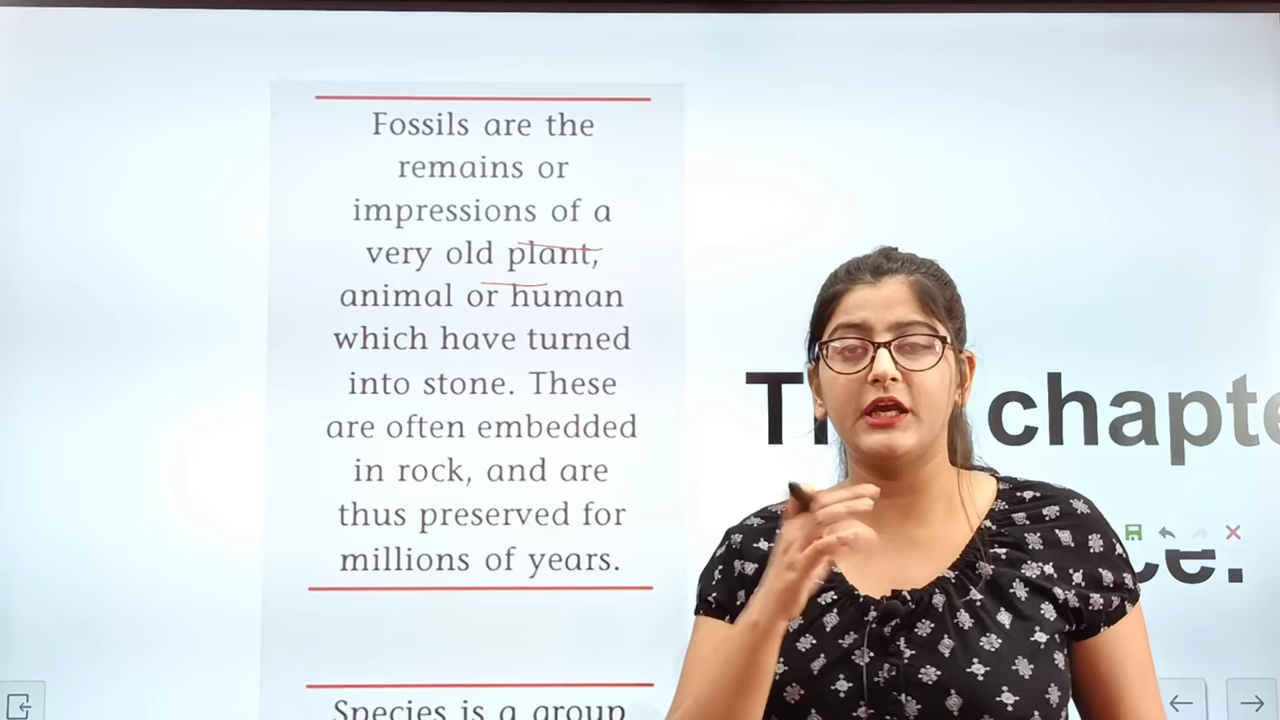 Fossils are the
remains or
impressions of a
very old plant,
animal or human
which have turned
into stone. These
are often embedded
in rock, and are
thus preserved for
millions of years.
Species is a group